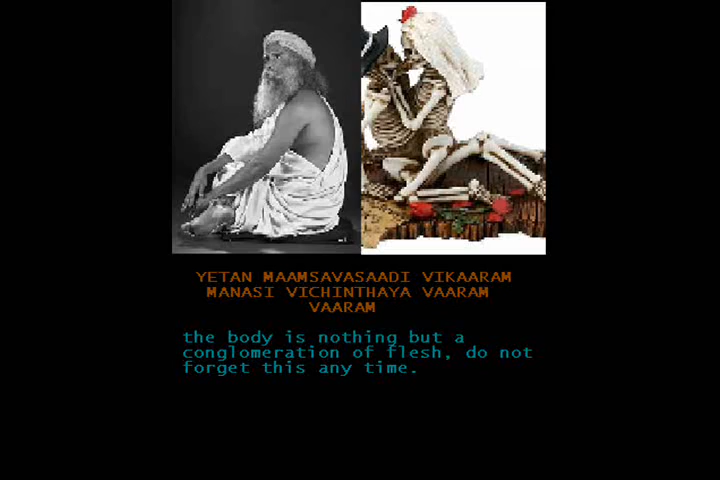 YETAN MAAMSAVASAADI VIKAARAM
MANASI VICHINTHAYA VAARAM
VAARAM
the body is nothing but a
conglomeration of flesh, do not
forget this any time.